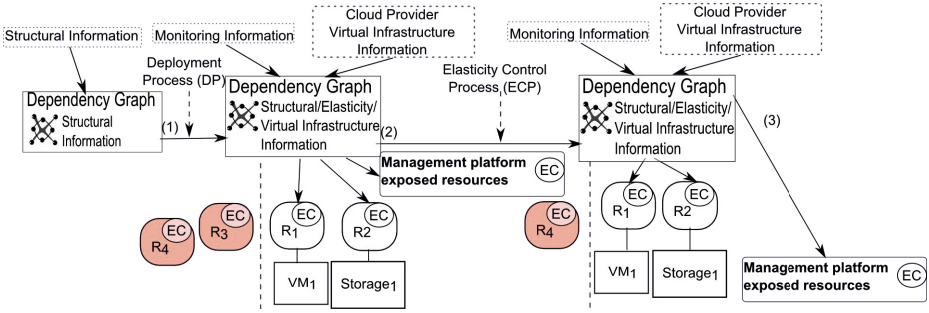 Structural Information
Monitoring Information
Cloud Provider
Virtual Infrastructure
Information
Monitoring Information
Cloud Provider
Virtual Infrastructure
Information
Deployment
Process (DP)
Elasticity Control
Process (ECP)
Dependency Graph
Structural
Information
(1)
Dependency Graph
Structural/Elasticity/
Virtual Infrastructure
Information
(2)
Dependency Graph
Structural/Elasticity/
Virtual Infrastructure
Information
(3)
Management platform
exposed resources
EC
EC
R4
EC
R3
EC
R1
EC
R2
VM1
Storage1
EC
R4
EC
R1
EC
R2
VM1
Storage1
Management platform
exposed resources
EC